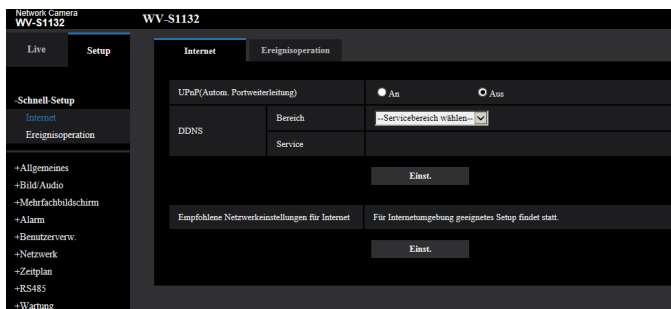 Network Camera
WV-S1132
WV-S1132
Live
Setup
Internet
Ereignisoperation
UPnP(Autom. Portweiterleitung)
An
Aus
-Schnell-Setup
Internet
Ereignisoperation
DDNS
Bereich
--Servicebereich wählen--
Service
Einst.
+Allgemeines
+Bild/Audio
+Mehrfachbildschirm
+Alarm
+Benutzerverw.
+Netzwerk
+Zeitplan
+RS485
+Wartung
Empfohlene Netzwerkeinstellungen für Internet
Für Internetumgebung geeignetes Setup findet statt.
Einst.